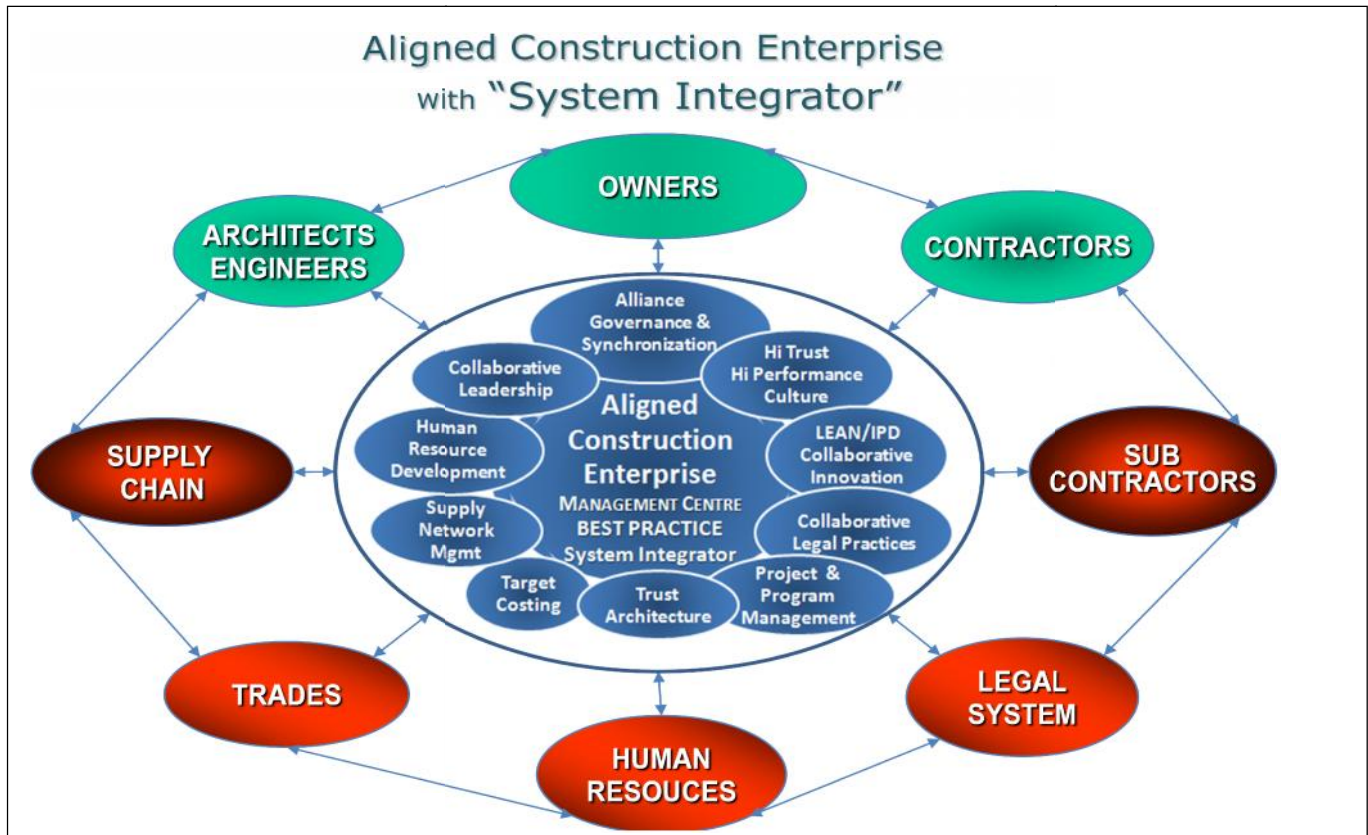 Aligned Construction Enterprise
with “System Integrator”
OWNERS
ARCHITECTS
ENGINEERS
CONTRACTORS
Alliance
Governance &
Synchronization
Collaborative
Leadership
Hi Trust
Hi Performance
Culture
Human
Resource
Development
Aligned
Construction
Enterprise
MANAGEMENT CENTRE
BEST PRACTICE
System Integrator
LEAN/IPD
Collaborative
Innovation
SUPPLY
CHAIN
SUB
CONTRACTORS
Supply
Network
Mgmt
Collaborative
Legal Practices
Target
Costing
Trust
Architecture
Project & Program
Management
TRADES
LEGAL
SYSTEM
HUMAN
RESOUCES